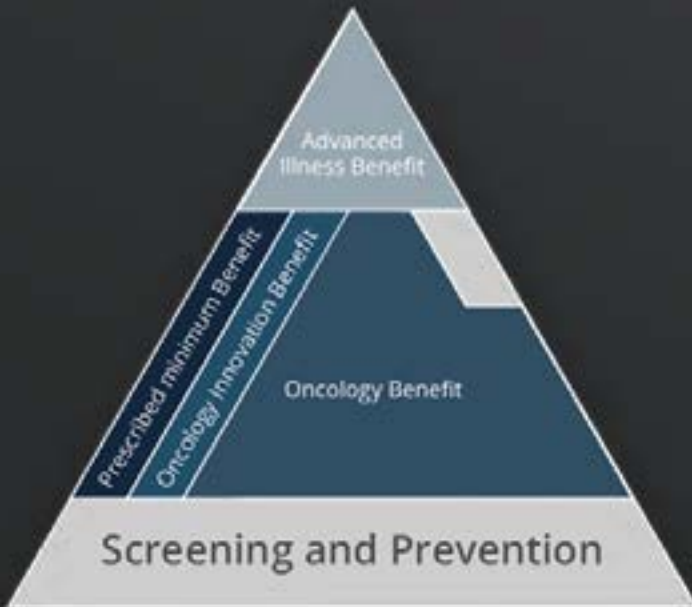 Advanced
Illness Benefit
Prescribed minimum Benefit
Oncology Innovation Benefit
Oncology Benefit
Screening and Prevention